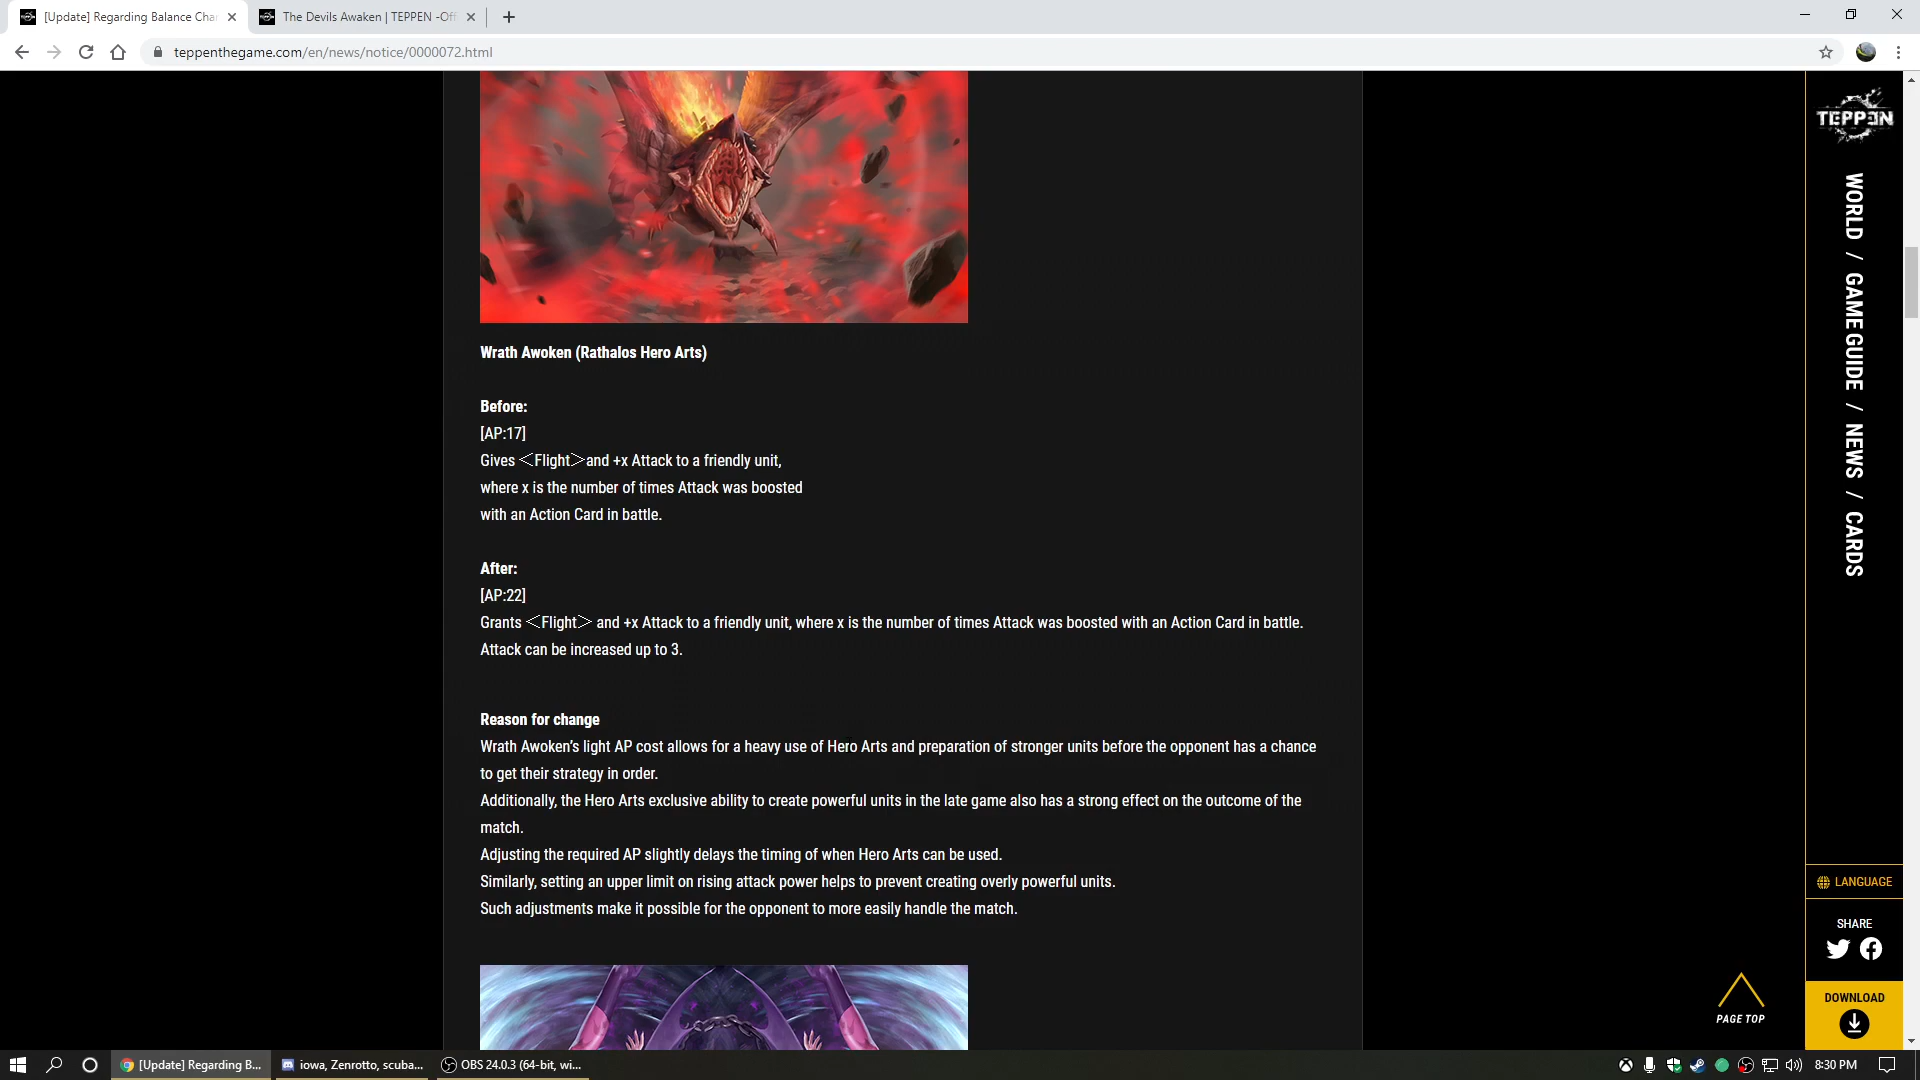 [Update] Regarding Balance Cha
The Devils Awaken | TEPPEN -Off
teppenthegame.com/en/news/notice/0000072.html
TEPPEN
WORLD / GAME GUIDE / NEWS / CARDS
Wrath Awoken (Rathalos Hero Arts)
Before:
[AP:17]
Gives ＜Flight＞and +x Attack to a friendly unit,
where x is the number of times Attack was boosted
with an Action Card in battle.
After:
[AP:22]
Grants ＜Flight＞ and +x Attack to a friendly unit, where x is the number of times Attack was boosted with an Action Card in battle.
Attack can be increased up to 3.
Reason for change
Wrath Awoken's light AP cost allows for a heavy use of Hero Arts and preparation of stronger units before the opponent has a chance
to get their strategy in order.
Additionally, the Hero Arts exclusive ability to create powerful units in the late game also has a strong effect on the outcome of the
match.
Adjusting the required AP slightly delays the timing of when Hero Arts can be used.
Similarly, setting an upper limit on rising attack power helps to prevent creating overly powerful units.
Such adjustments make it possible for the opponent to more easily handle the match.
LANGUAGE
SHARE
DOWNLOAD
PAGE TOP
[Update] Regarding B...
iowa, Zenrotto, scuba...
OBS 24.0.3 (64-bit, wi...
8:30 PM